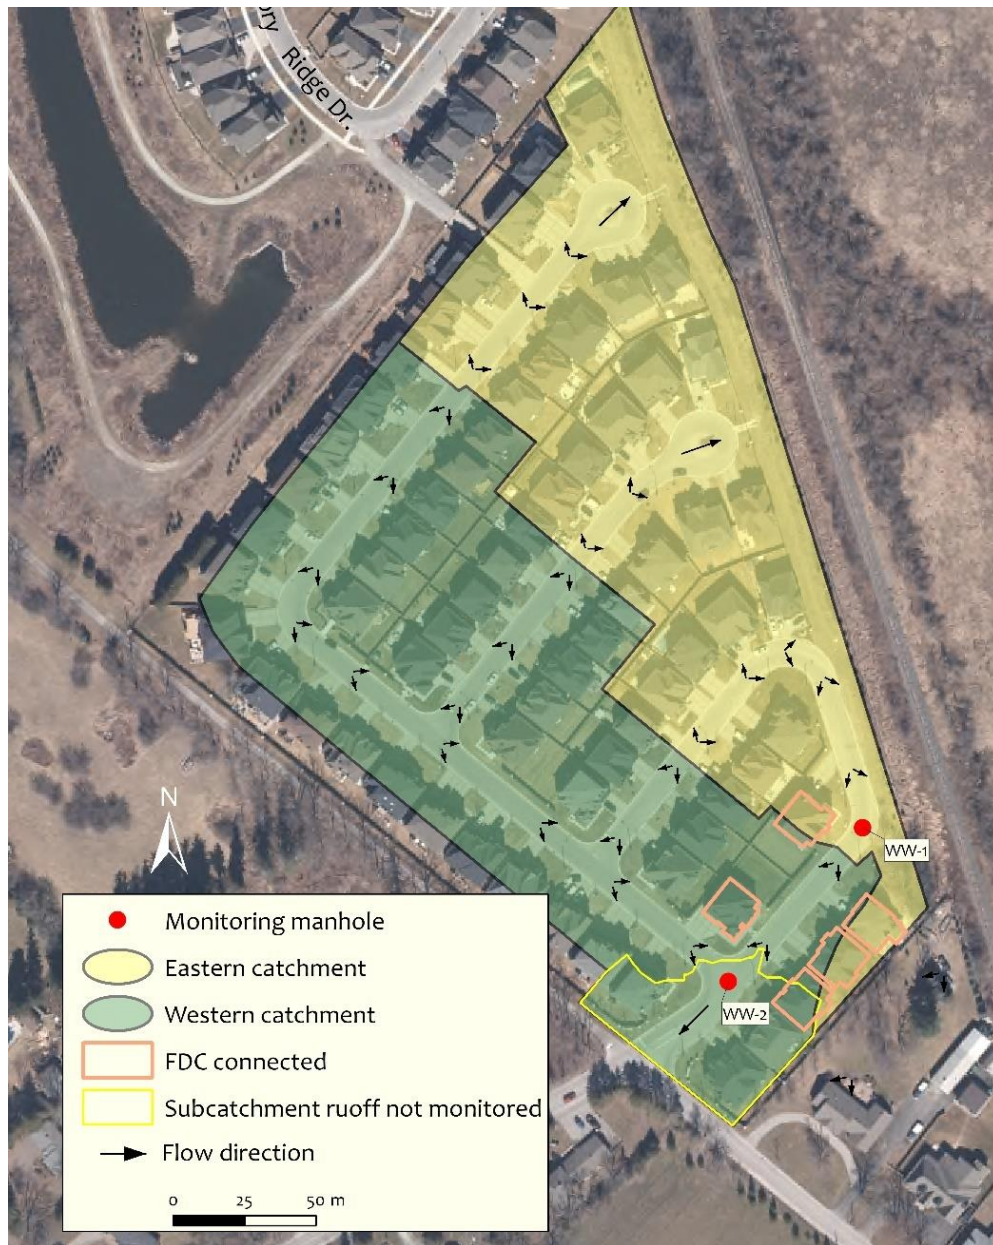 ory
Ridge Dr.
WW-1
WW-2
N
Monitoring manhole
Eastern catchment
Western catchment
FDC connected
Subcatchment ruoff not monitored
Flow direction
0 25 50 m